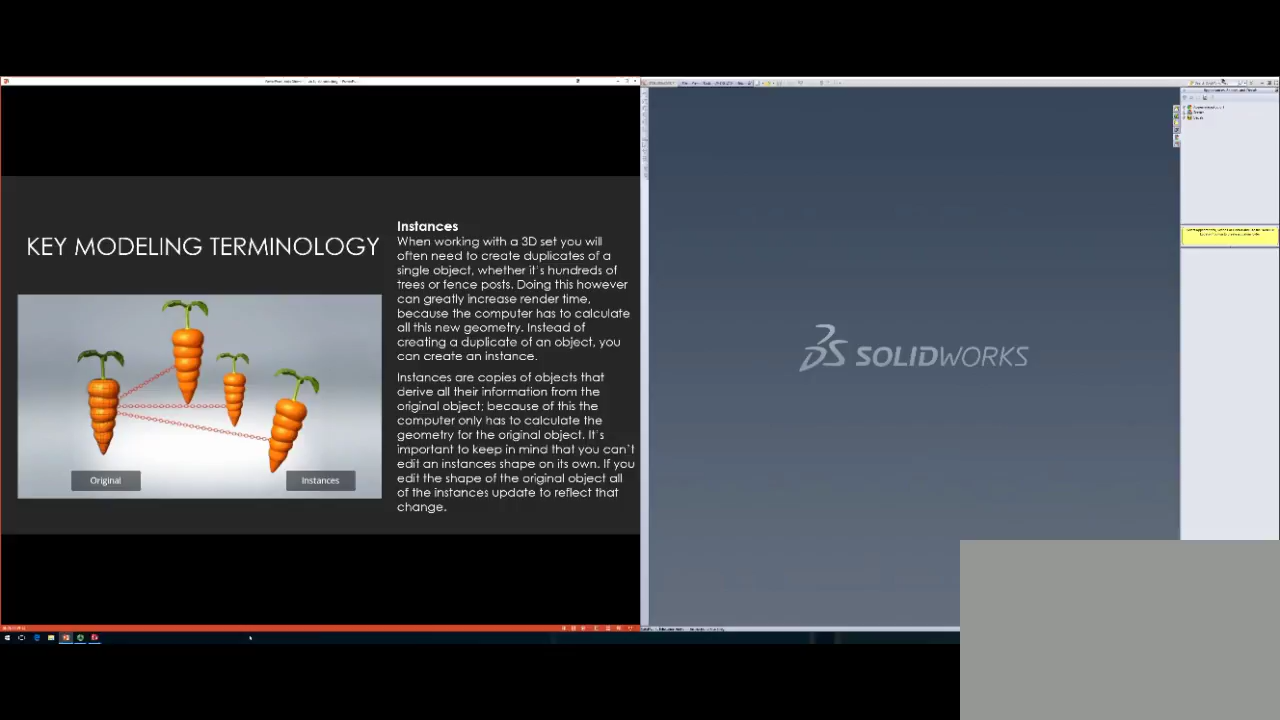 KEY MODELING TERMINOLOGY
Original
Instances
Instances
When working with a 3D set you will
often need to create duplicates of a
single object, whether it's hundreds of
trees or fence posts. Doing this however
can greatly increase render time,
because the computer has to calculate
all this new geometry. Instead of
creating a duplicate of an object, you
can create an instance.
Instances are copies of objects that
derive all their information from the
original object; because of this the
computer only has to calculate the
geometry for the original object. It's
important to keep in mind that you can't
edit an instances shape on its own. If you
edit the shape of the original object all
of the instances update to reflect that
change.
SOLIDWORKS